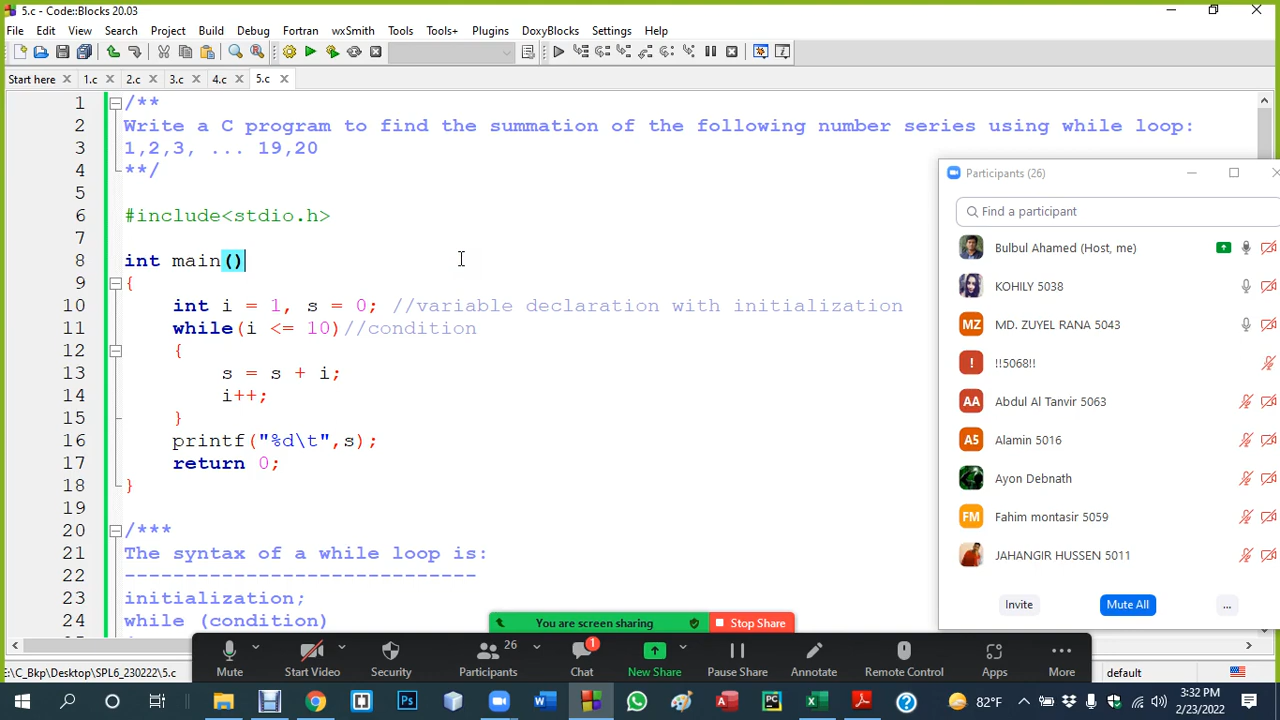 5.c - Code::Blocks 20.03
File Edit View Search Project Build Debug Fortran wxSmith Tools Tools+ Plugins DoxyBlocks Settings Help
Start here 1.c 2.c 3.c 4.c 5.c
1 /**
2 Write a C program to find the summation of the following number series using while loop:
3 1,2,3, ... 19,20
4 **/
5
6 #include<stdio.h>
7
8 int main()
9 {
10 int i = 1, s = 0; //variable declaration with initialization
11 while(i <= 10)//condition
12 {
13 s = s + i;
14 i++;
15 }
16 printf("%d\t",s);
17 return 0;
18 }
19
20 /***
21 The syntax of a while loop is:
22 -----------------------------
23 initialization;
24 while (condition)
Participants (26)
Find a participant
Bulbul Ahamed (Host, me)
KOHILY 5038
MZ MD. ZUYEL RANA 5043
! !!5068!!
AA Abdul Al Tanvir 5063
A5 Alamin 5016
Ayon Debnath
FM Fahim montasir 5059
JAHANGIR HUSSEN 5011
Invite Mute All ...
You are screen sharing Stop Share
26 1
Mute Start Video Security Participants Chat New Share Pause Share Annotate Remote Control Apps More
C:\C_Bkp\Desktop\SPL6_230222\5.c
default
82°F
3:32 PM
2/23/2022